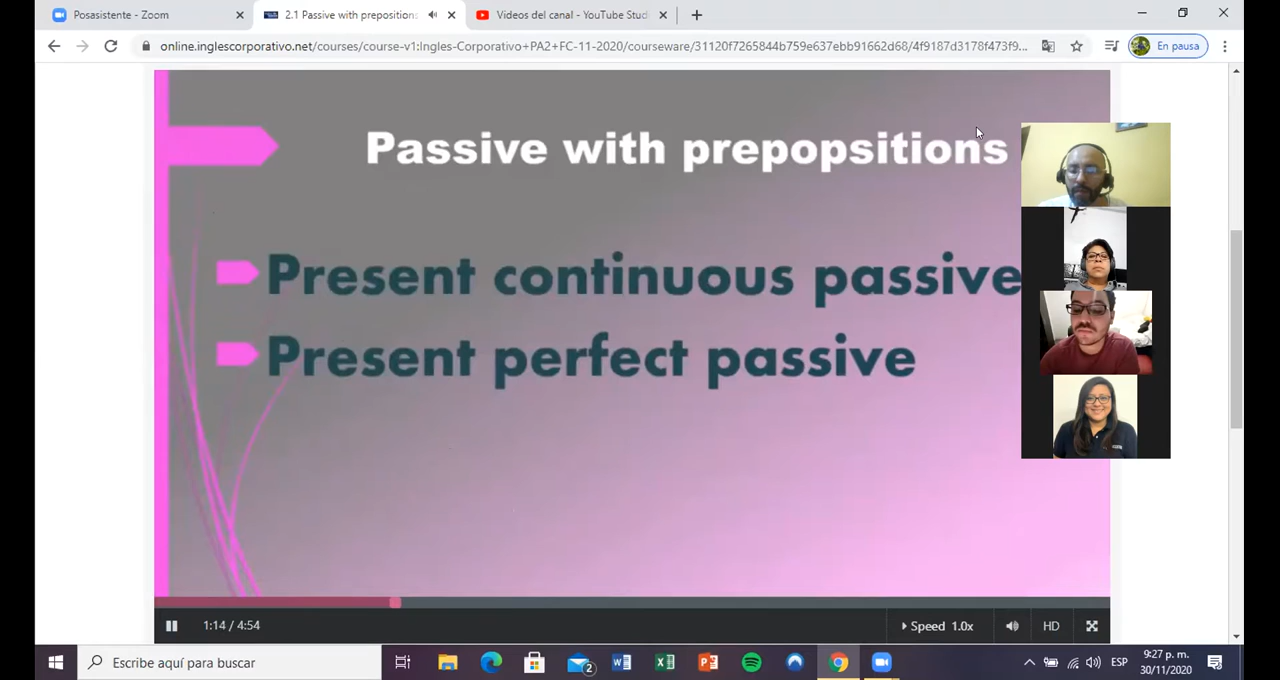 Posasistente - Zoom
2.1 Passive with prepositions
Videos del canal - YouTube Stud
online.inglescorporativo.net/courses/course-v1:Ingles-Corporativo+PA2+FC-11-2020/courseware/31120f7265844b759e637ebb91662d68/4f9187d3178f473f9...
En pausa
Passive with prepopsitions
Present continuous passive
Present perfect passive
1:14 / 4:54
Speed 1.0x
HD
Escribe aquí para buscar
2
ESP
9:27 p. m.
30/11/2020